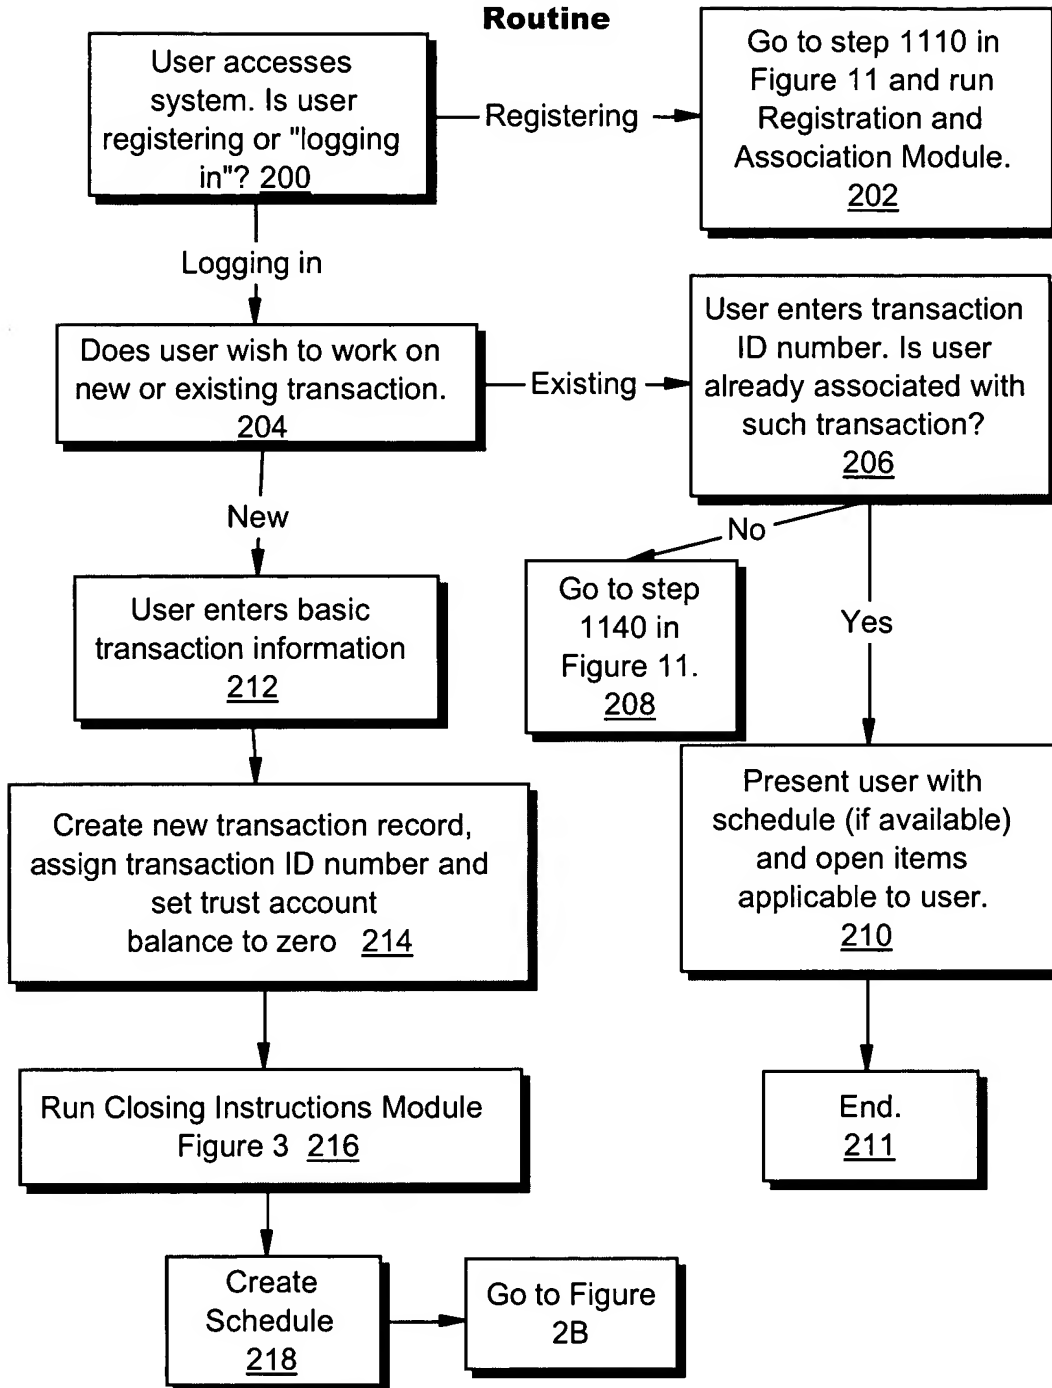 Routine
User accesses
system. Is user
registering or "logging
in"? 200
Registering
Go to step 1110 in
Figure 11 and run
Registration and
Association Module.
202
Logging in
Does user wish to work on
new or existing transaction.
204
Existing
User enters transaction
ID number. Is user
already associated with
such transaction?
206
New
No
Go to step
1140 in
Figure 11.
208
Yes
User enters basic
transaction information
212
Create new transaction record,
assign transaction ID number and
set trust account
balance to zero 214
Present user with
schedule (if available)
and open items
applicable to user.
210
Run Closing Instructions Module
Figure 3 216
End.
211
Create
Schedule
218
Go to Figure
2B